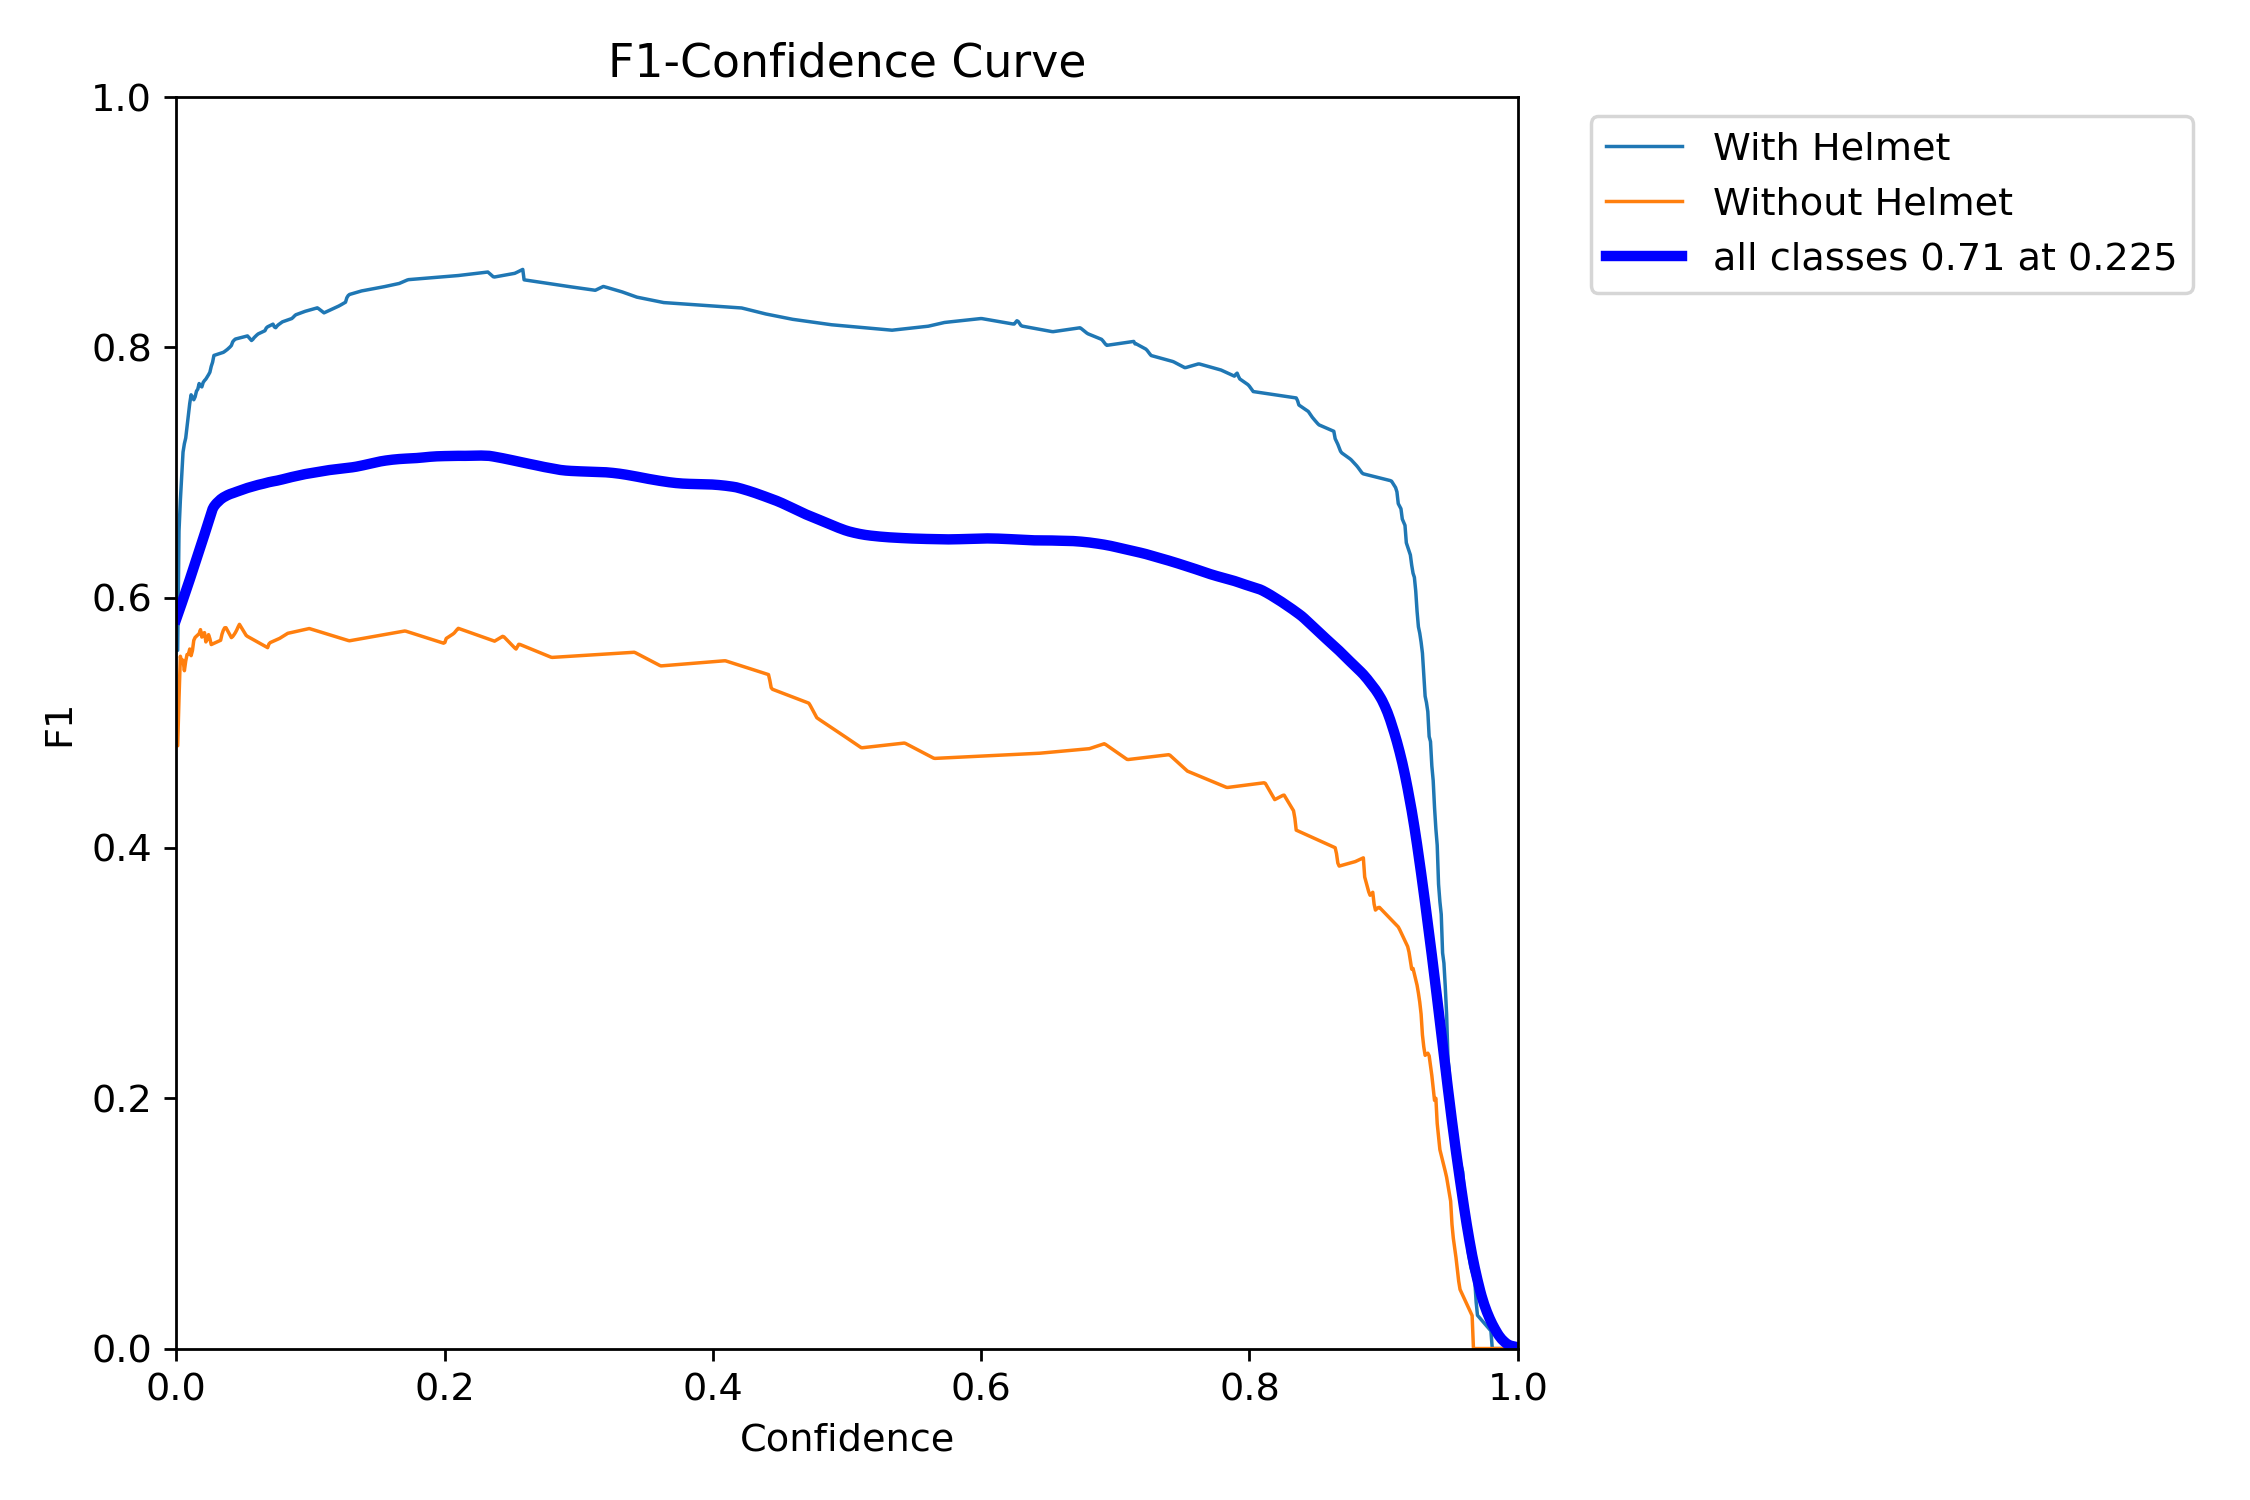 F1-Confidence Curve
1.0
0.8
0.6
0.4
0.2
0.0
F1
0.0 0.2 0.4 0.6 0.8 1.0
Confidence
With Helmet
Without Helmet
all classes 0.71 at 0.225